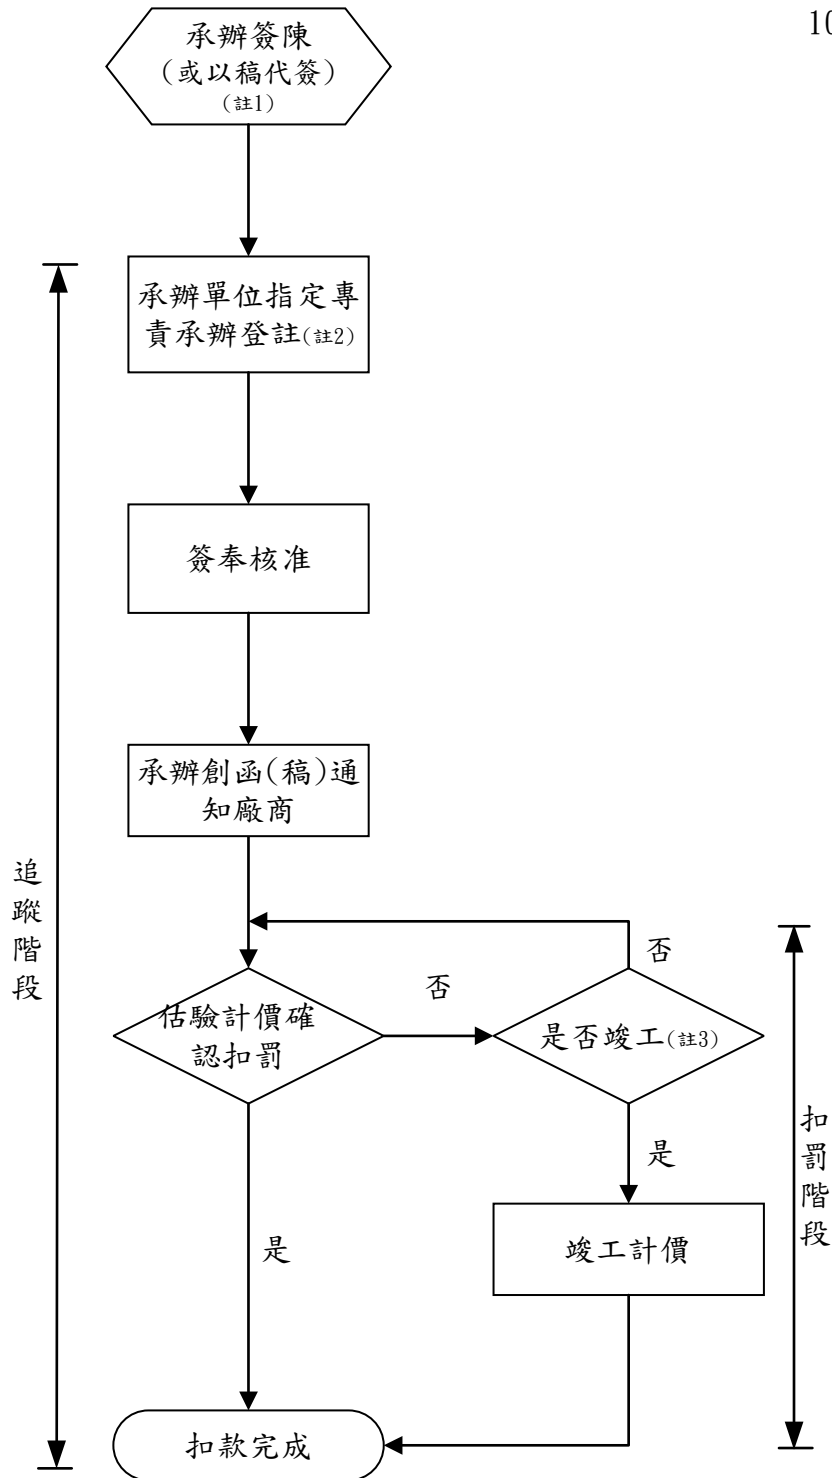 10
承辦簽陳
(或以稿代簽)
(註1)
承辦單位指定專
責承辦登註(註2)
簽奉核准
承辦創函(稿)通
知廠商
追蹤階段
否
否
估驗計價確
認扣罰
是否竣工(註3)
是
是
竣工計價
扣罰階段
扣款完成